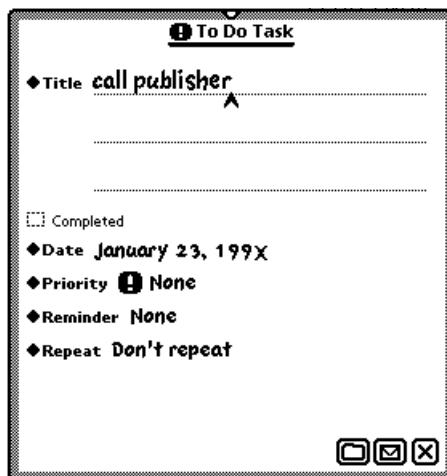 To Do Task
Title call publisher
Completed
Date January 23, 199x
Priority None
Reminder None
Repeat Don't repeat